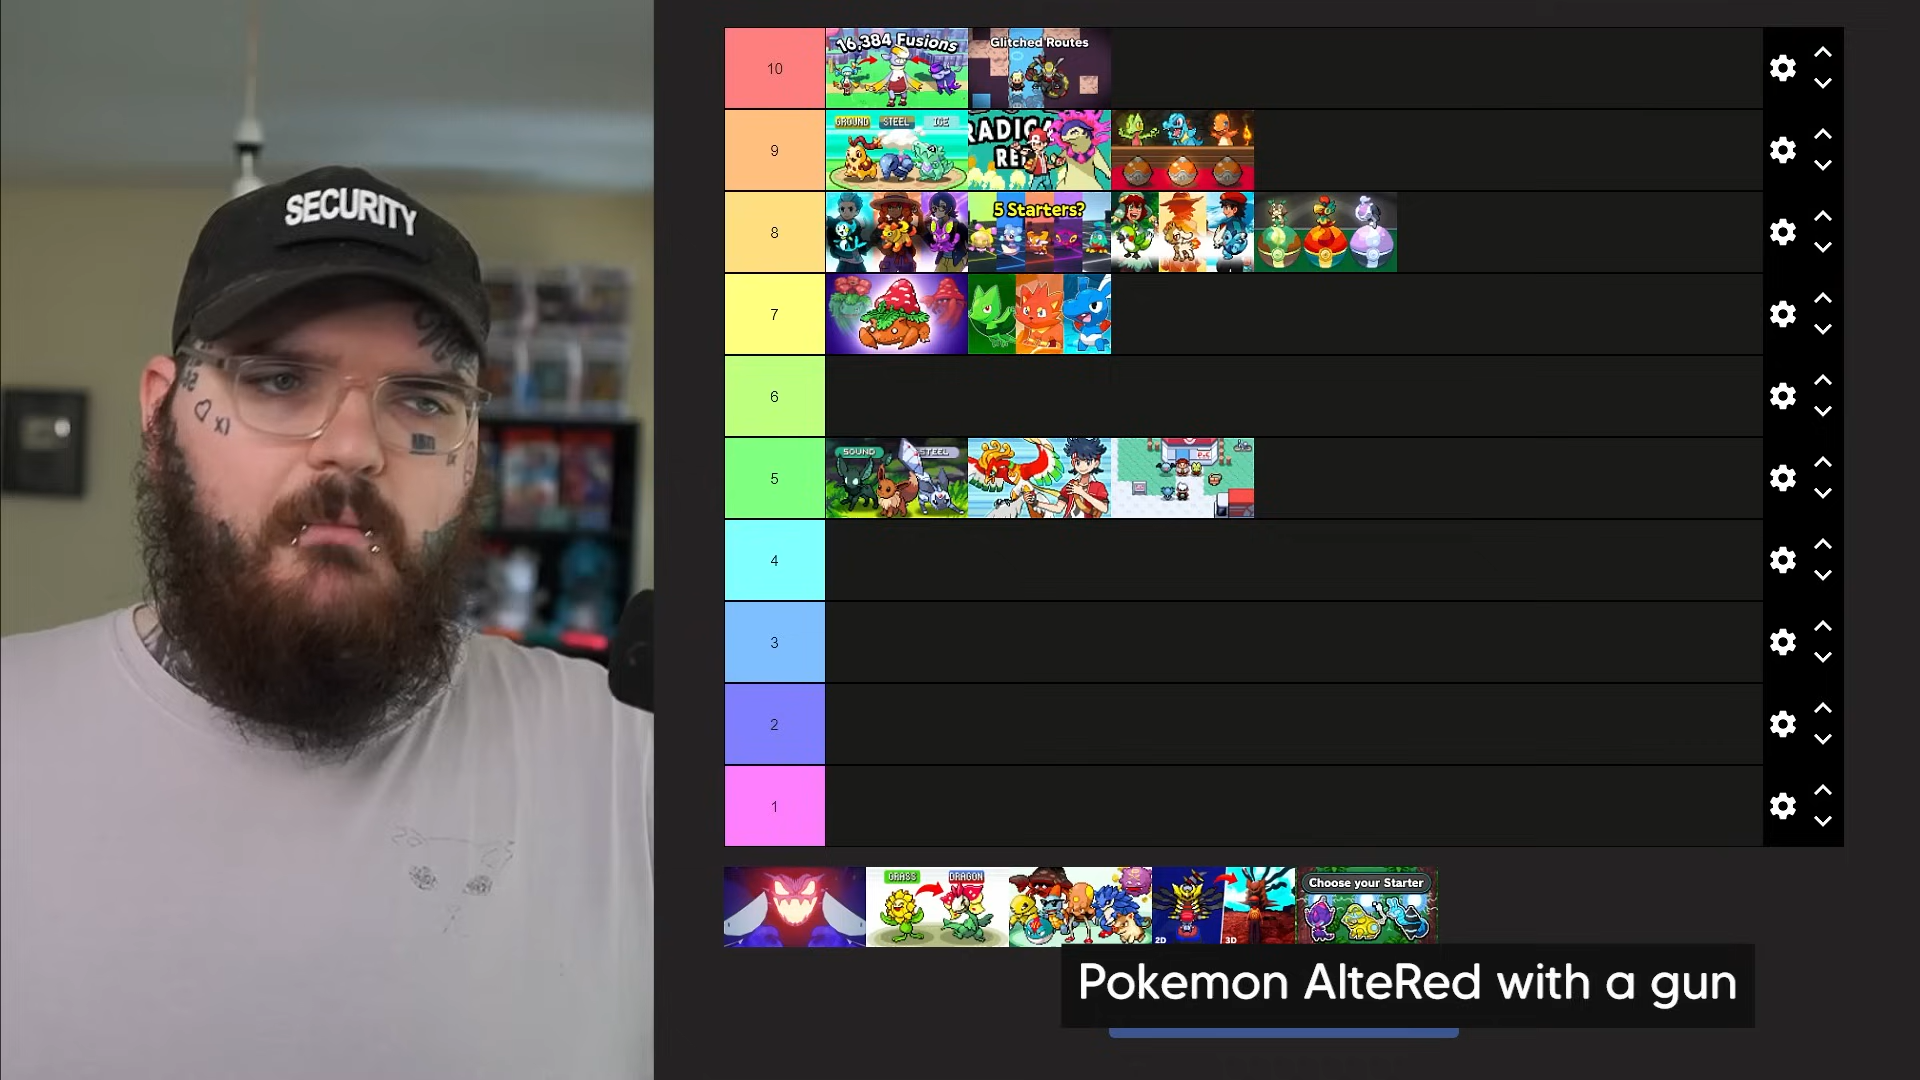 SECURITY
10
16,384 Fusions
Glitched Routes
9
GROUND STEEL ICE
RADICA
RE
8
5 Starters?
7
6
5
SOUND STEEL
4
3
2
1
GRASS DRAGON
2D 3D
Choose your Starter
Pokemon AlteRed with a gun